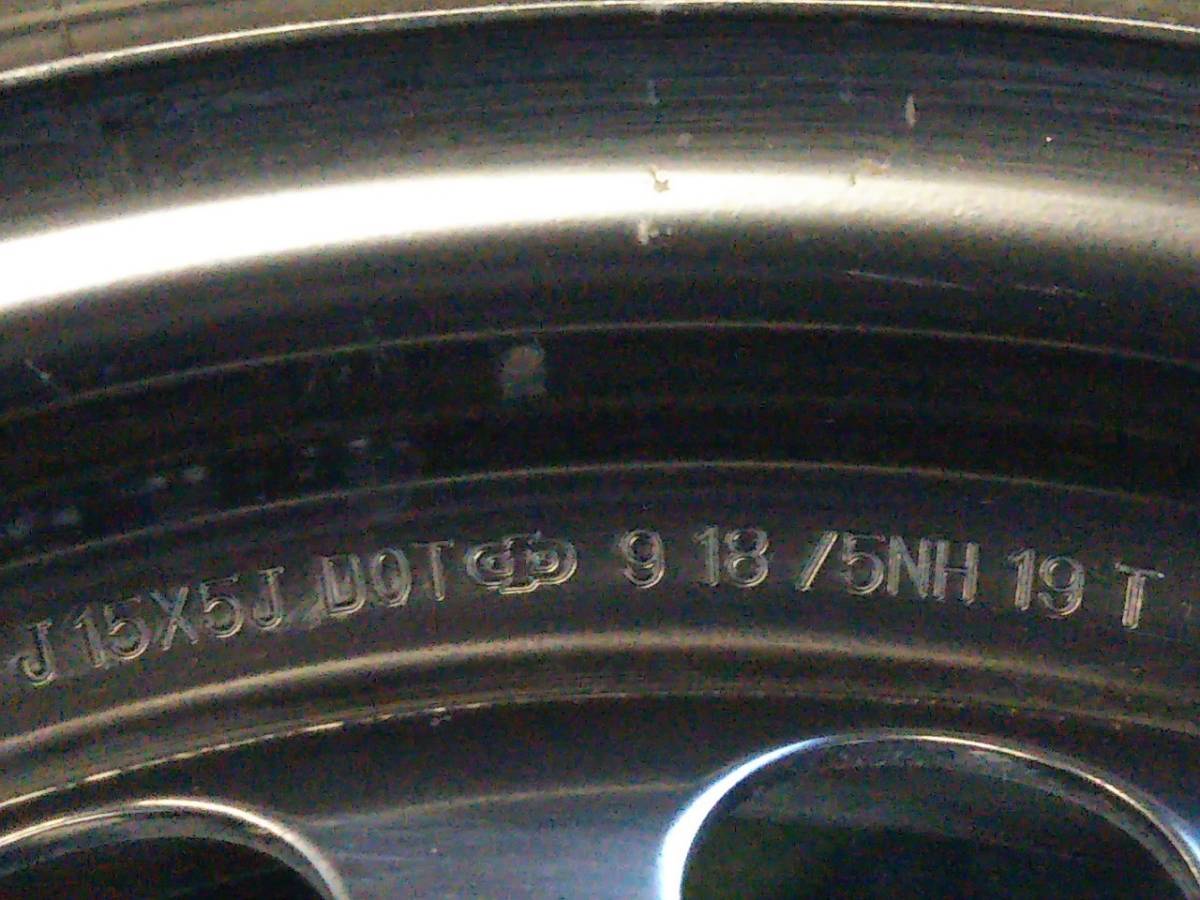 J 15X5J DOT 9 18 /5NH 19 T